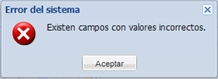 Error del sistema
Existen campos con valores incorrectos.
Aceptar